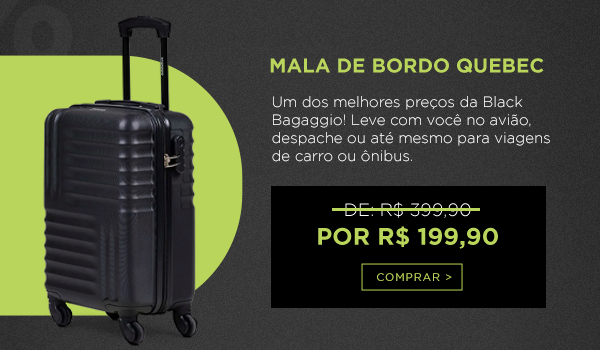 MALA DE BORDO QUEBEC
Um dos melhores preços da Black
Bagaggio! Leve com você no avião,
despache ou até mesmo para viagens
de carro ou ônibus.
DE: R$ 399,90
POR R$ 199,90
COMPRAR >